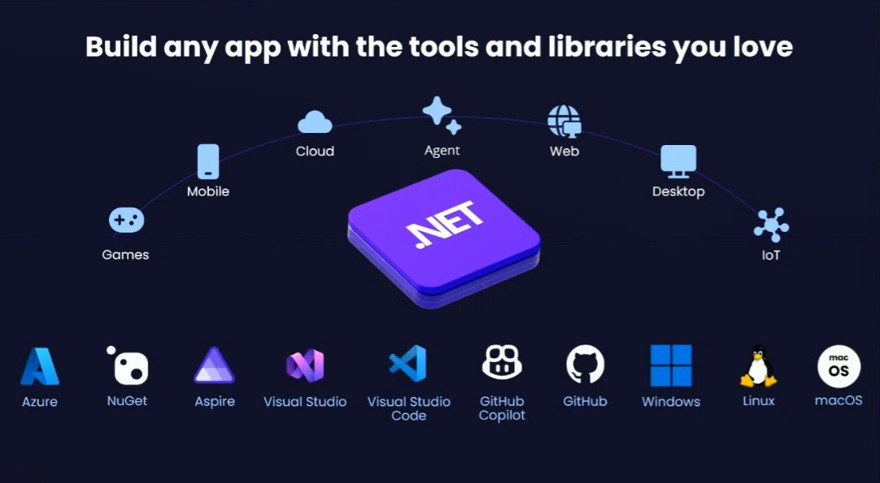 Build any app with the tools and libraries you love
Games
Mobile
Cloud
Agent
Web
Desktop
IoT
.NET
Azure
NuGet
Aspire
Visual Studio
Visual Studio
Code
GitHub
Copilot
GitHub
Windows
Linux
mac
OS
macOS